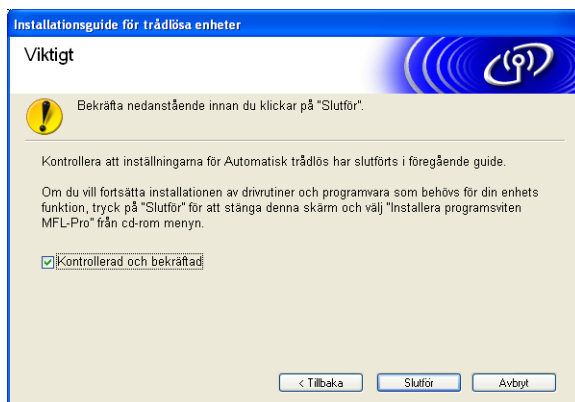 Installationsguide för trådlösa enheter
Viktigt
Bekräfta nedanstående innan du klickar på "Slutför".
Kontrollera att inställningarna för Automatisk trådlös har slutförts i föregående guide.
Om du vill fortsätta installationen av drivrutiner och programvara som behövs för din enhets
funktion, tryck på "Slutför" för att stänga denna skärm och välj "Installera programsviten
MFL-Pro" från cd-rom menyn.
Kontrollerad och bekräftad
< Tillbaka
Slutför
Avbryt